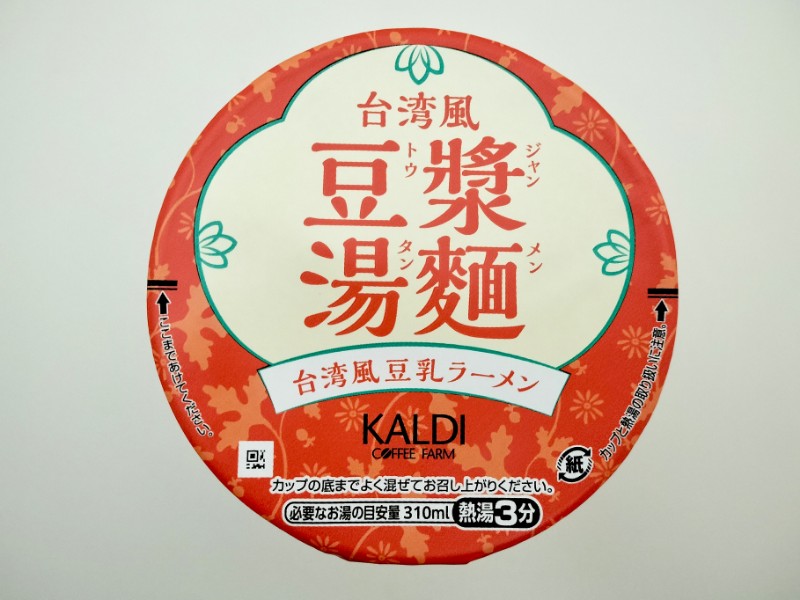 台湾風
豆漿
トウ ジャン
湯麵
タン メン
台湾風豆乳ラーメン
KALDI
COFFEE FARM
ここまであけてください。
カップと熱湯の取り扱いに注意。
紙
カップの底までよく混ぜてお召し上がりください。
必要なお湯の目安量 310ml 熱湯3分